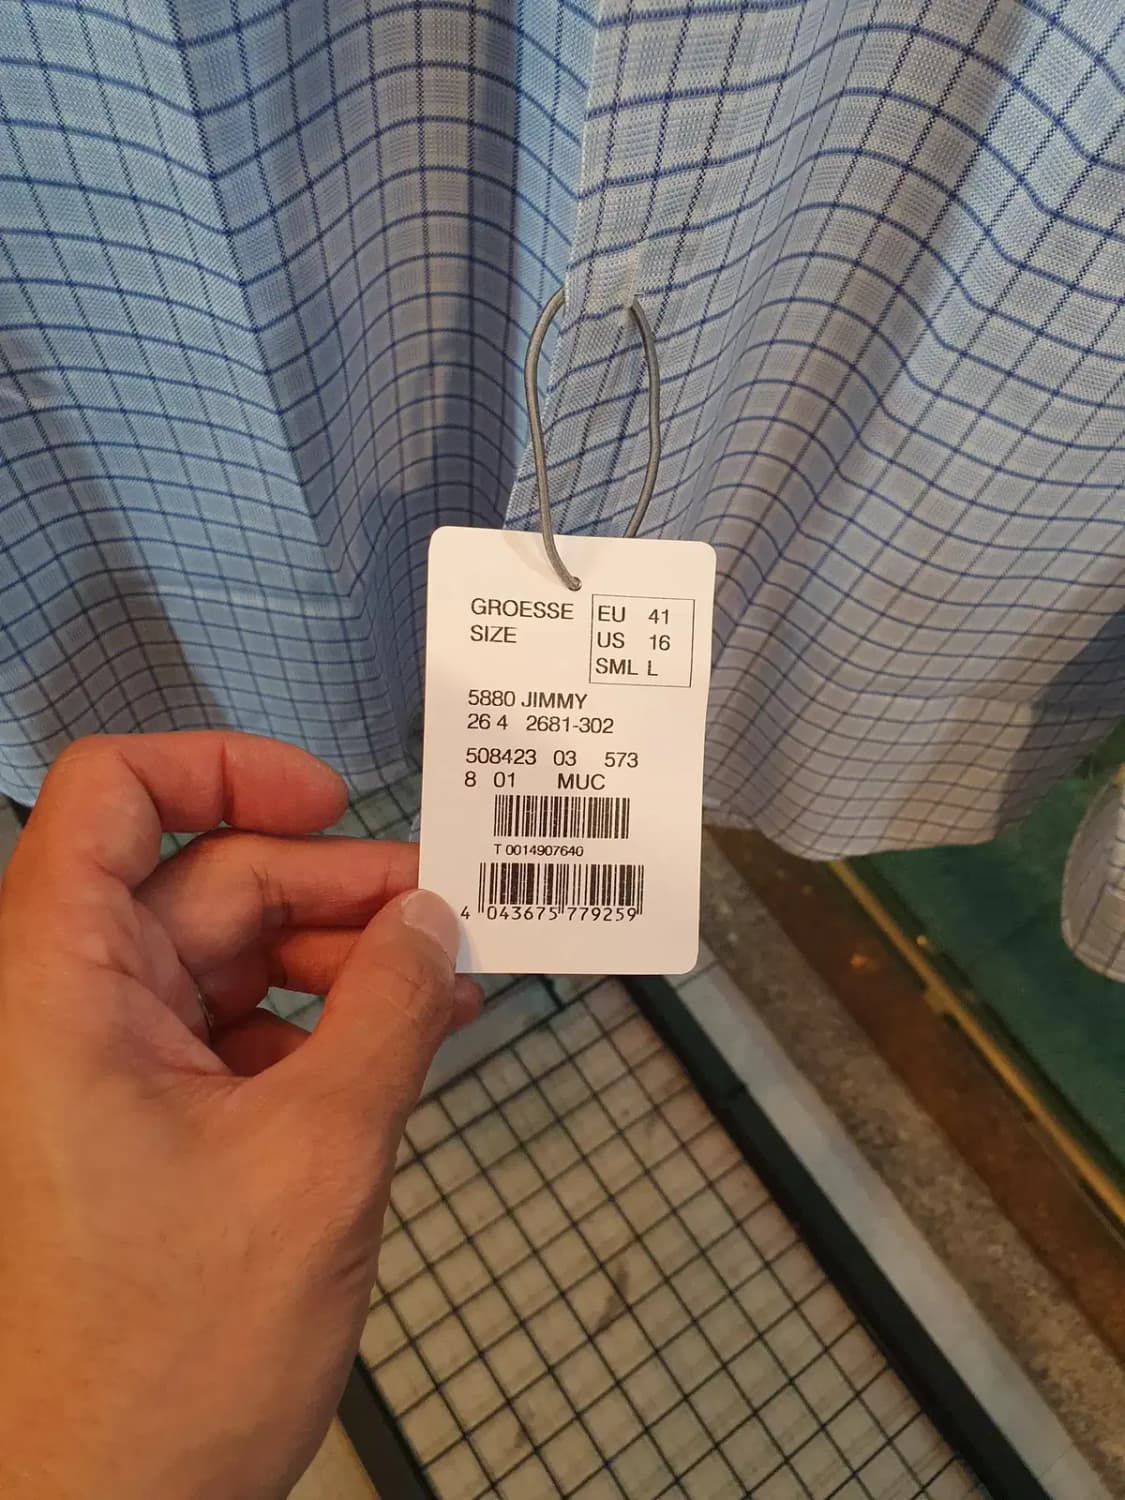 GROESSE
SIZE
EU 41
US 16
SML L
5880 JIMMY
26 4 2681-302
508423 03 573
8 01 MUC
T 0014907640
4 043675 779259